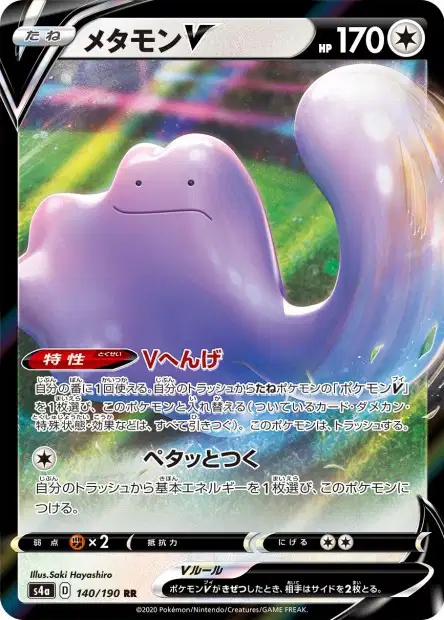 たね
メタモンV
HP 170
特性 とくせい Vへんげ
自分の番に1回使える。自分のトラッシュからたねポケモンの「ポケモンV」
を1枚選び、このポケモンと入れ替える(ついているカード・ダメカン・
特殊状態・効果などは、すべて引きつぐ)。このポケモンは、トラッシュする。
ペタッとつく
自分のトラッシュから基本エネルギーを1枚選び、このポケモンに
つける。
弱点 ×2 抵抗力 にげる
Illus.Saki Hayashiro
Vルール
s4a D 140/190 RR
ポケモンVがきぜつしたとき、相手はサイドを2枚とる。
©2020 Pokémon/Nintendo/Creatures/GAME FREAK.